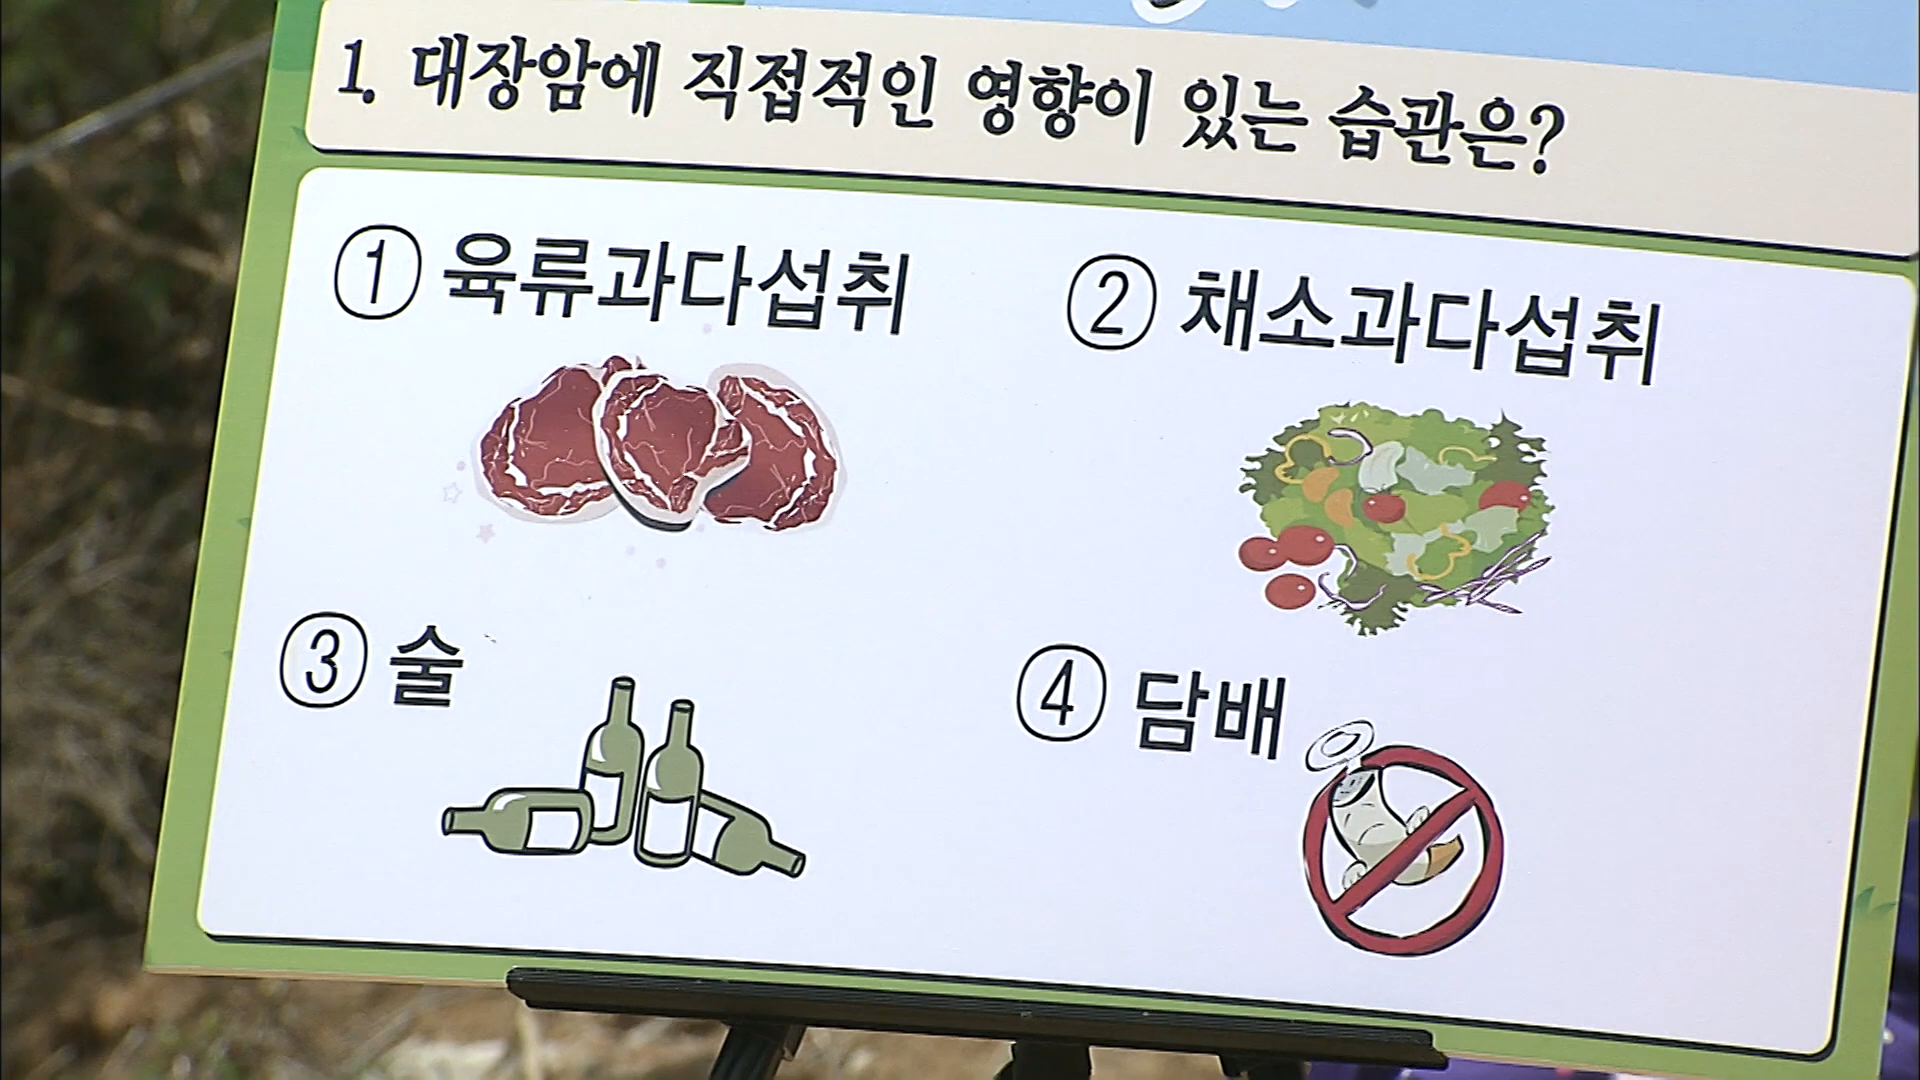 1. 대장암에 직접적인 영향이 있는 습관은?
① 육류과다섭취
② 채소과다섭취
③ 술
④ 담배